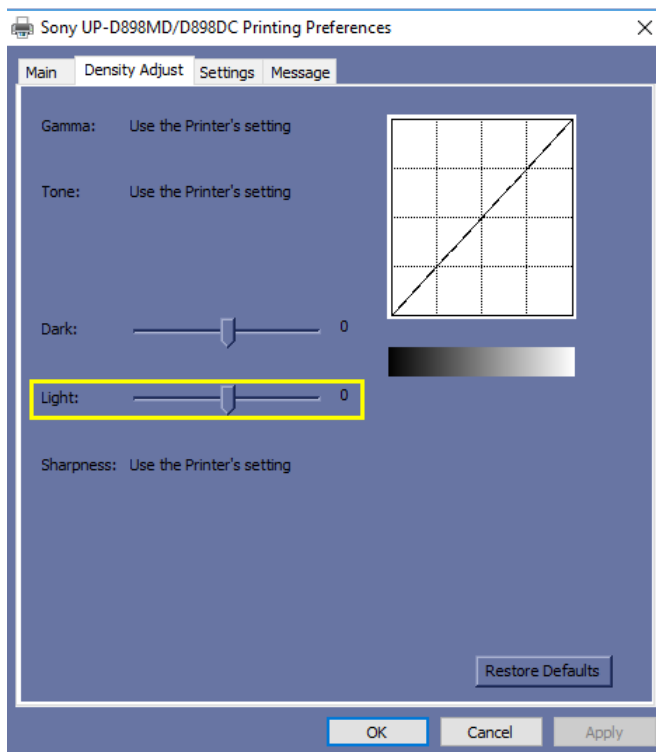 Sony UP-D898MD/D898DC Printing Preferences
Main Density Adjust Settings Message
Gamma: Use the Printer's setting
Tone: Use the Printer's setting
Dark: 0
Light: 0
Sharpness: Use the Printer's setting
Restore Defaults
OK Cancel Apply